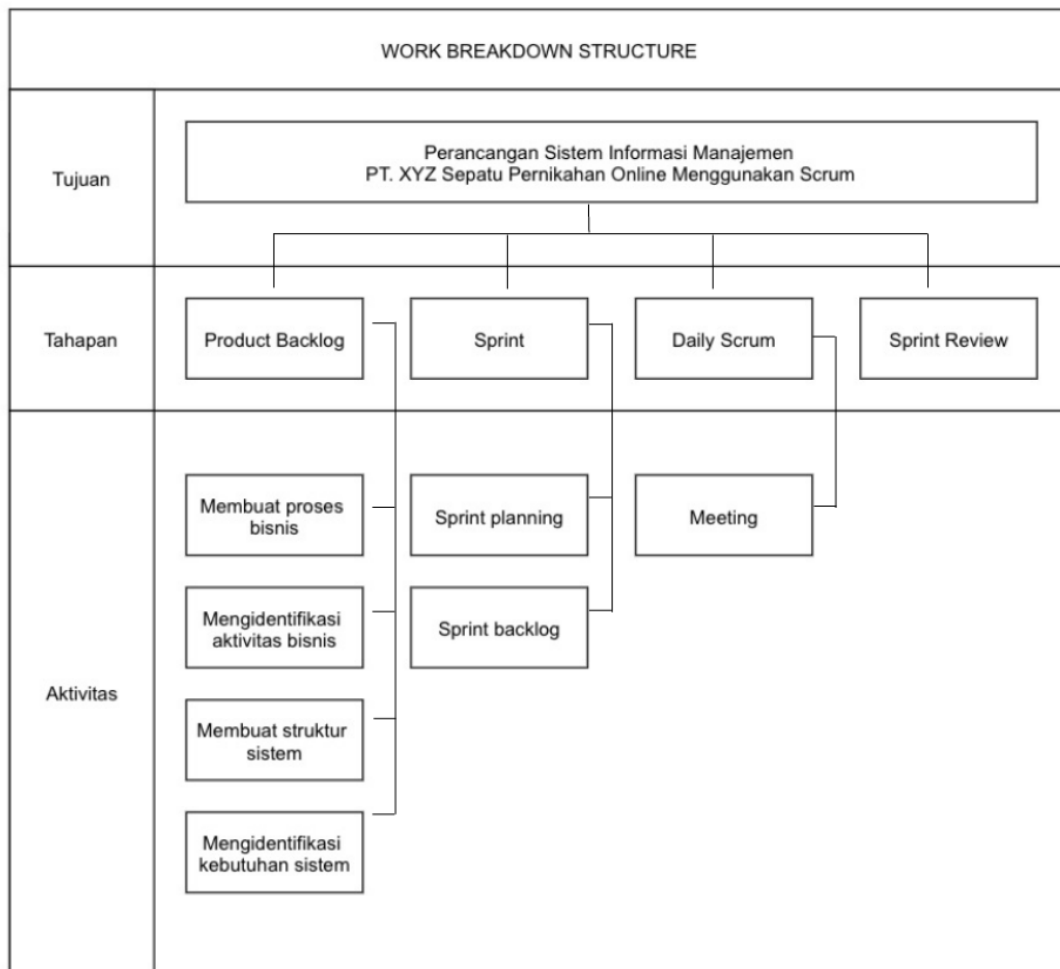 WORK BREAKDOWN STRUCTURE
Tujuan
Perancangan Sistem Informasi Manajemen
PT. XYZ Sepatu Pernikahan Online Menggunakan Scrum
Tahapan
Product Backlog
Sprint
Daily Scrum
Sprint Review
Aktivitas
Membuat proses
bisnis
Mengidentifikasi
aktivitas bisnis
Membuat struktur
sistem
Mengidentifikasi
kebutuhan sistem
Sprint planning
Sprint backlog
Meeting